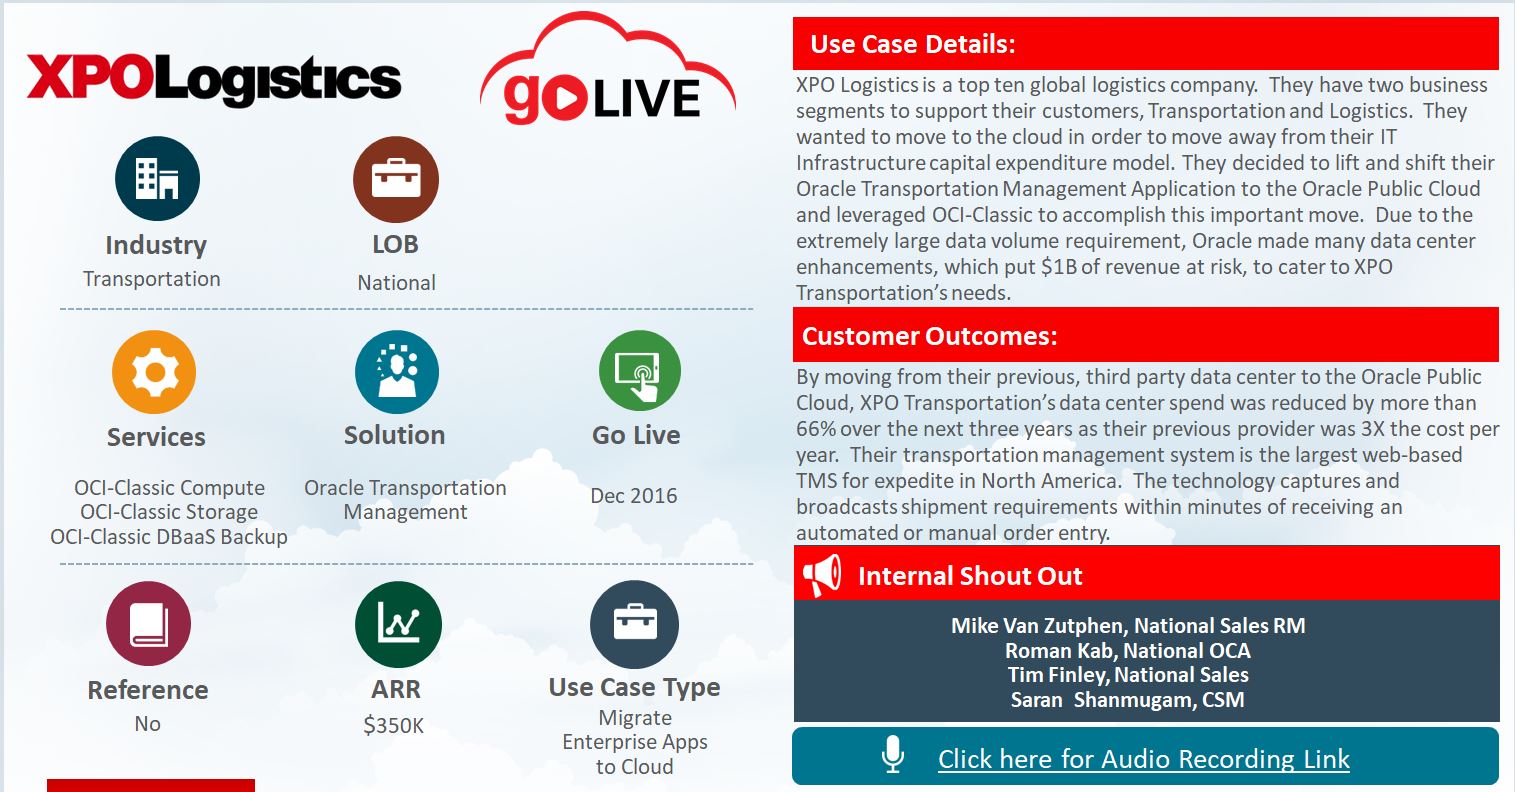 XPOLogistics
go LIVE
Industry
Transportation
LOB
National
Services
OCI-Classic Compute
OCI-Classic Storage
OCI-Classic DBaaS Backup
Solution
Oracle Transportation
Management
Go Live
Dec 2016
Reference
No
ARR
$350K
Use Case Type
Migrate
Enterprise Apps
to Cloud
Use Case Details:
XPO Logistics is a top ten global logistics company. They have two business
segments to support their customers, Transportation and Logistics. They
wanted to move to the cloud in order to move away from their IT
Infrastructure capital expenditure model. They decided to lift and shift their
Oracle Transportation Management Application to the Oracle Public Cloud
and leveraged OCI-Classic to accomplish this important move. Due to the
extremely large data volume requirement, Oracle made many data center
enhancements, which put $1B of revenue at risk, to cater to XPO
Transportation's needs.
Customer Outcomes:
By moving from their previous, third party data center to the Oracle Public
Cloud, XPO Transportation's data center spend was reduced by more than
66% over the next three years as their previous provider was 3X the cost per
year. Their transportation management system is the largest web-based
TMS for expedite in North America. The technology captures and
broadcasts shipment requirements within minutes of receiving an
automated or manual order entry.
Internal Shout Out
Mike Van Zutphen, National Sales RM
Roman Kab, National OCA
Tim Finley, National Sales
Saran Shanmugam, CSM
Click here for Audio Recording Link